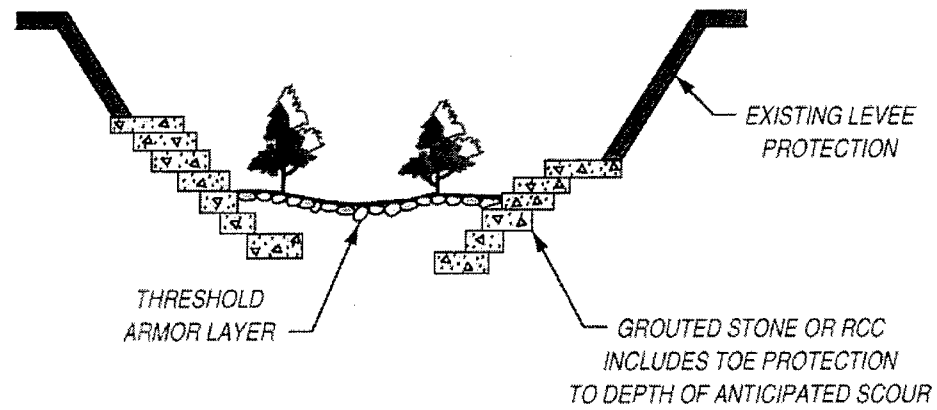 EXISTING LEVEE
PROTECTION
THRESHOLD
ARMOR LAYER
GROUTED STONE OR RCC
INCLUDES TOE PROTECTION
TO DEPTH OF ANTICIPATED SCOUR